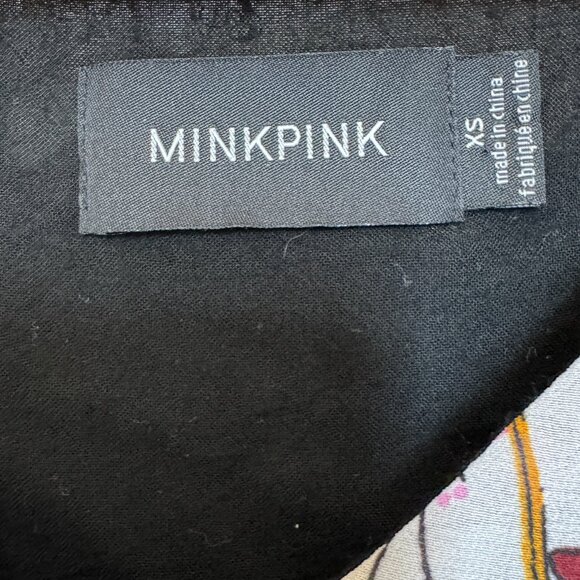 MINKPINK
XS
made in china
fabriqué en chine